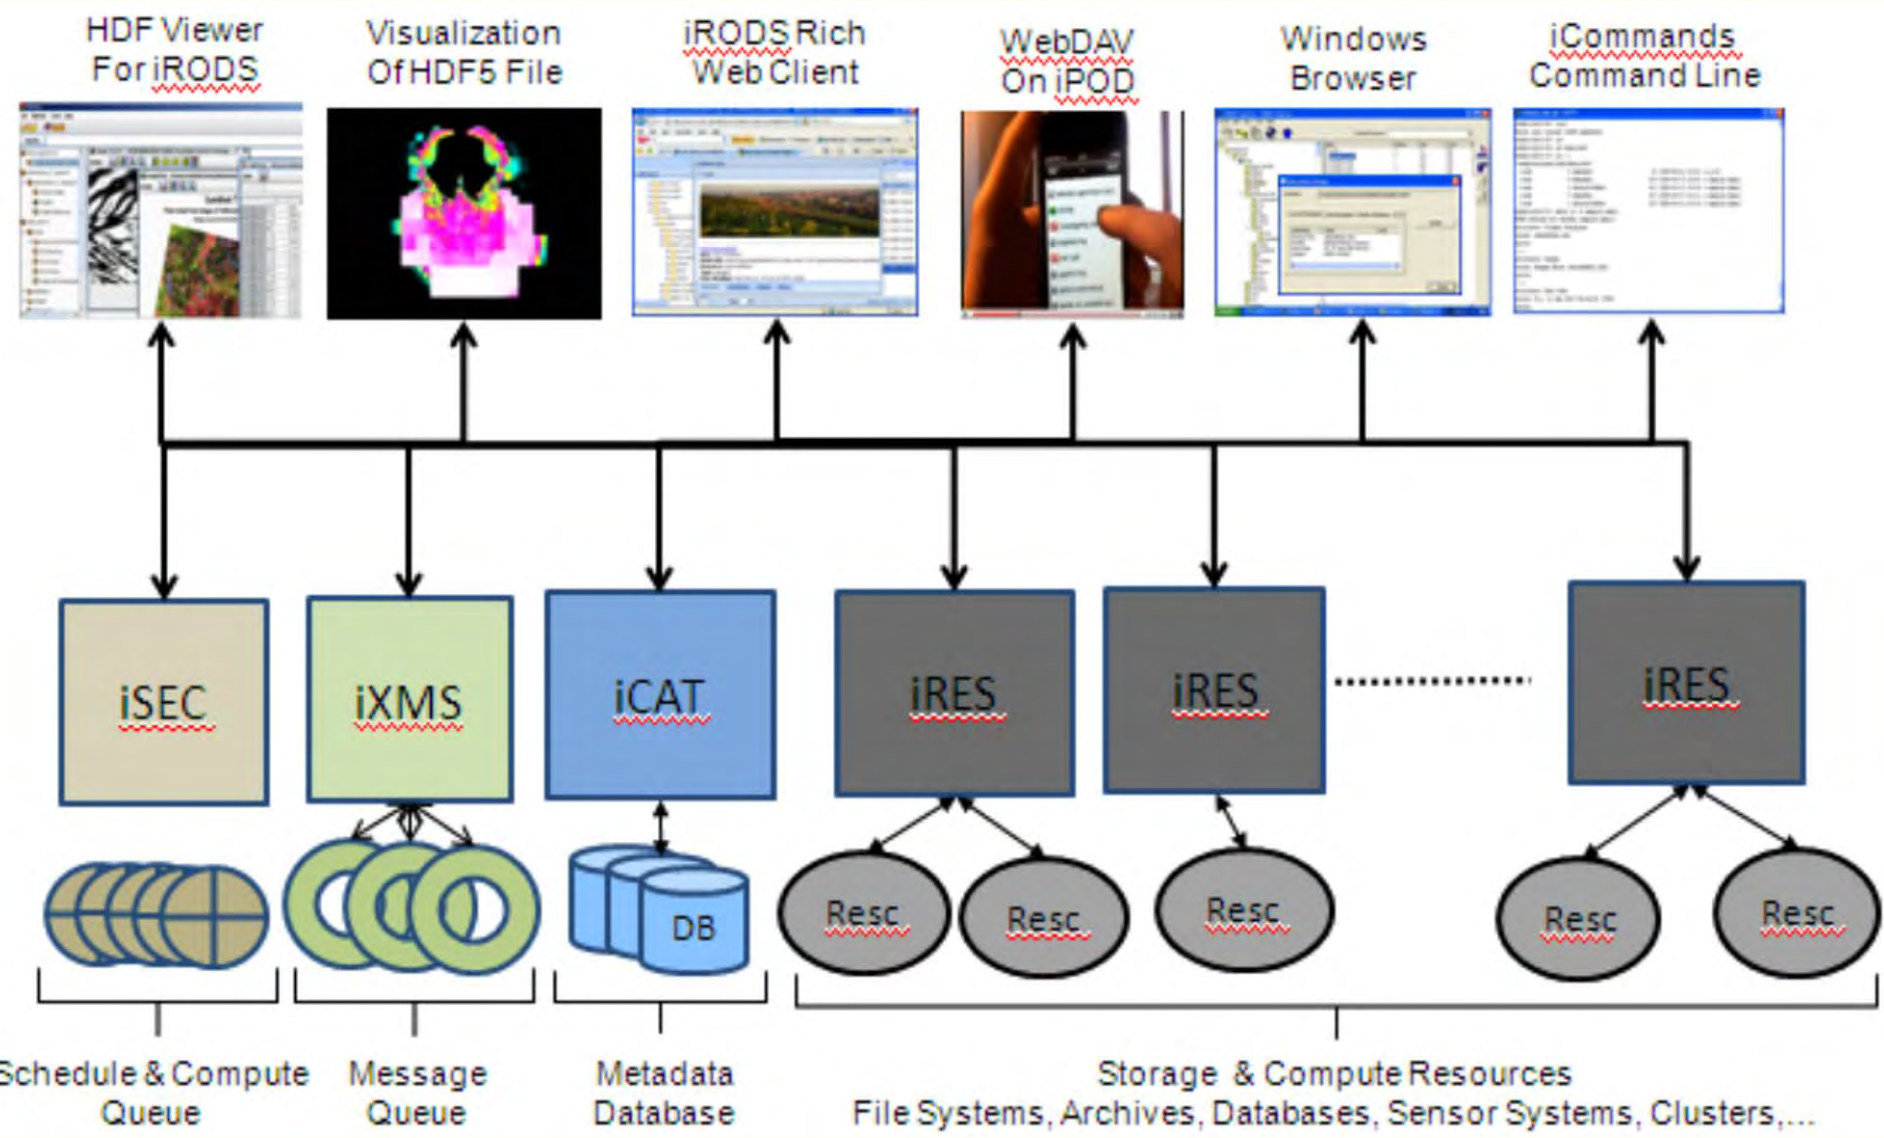 HDF Viewer
For iRODS
Visualization
Of HDF5 File
iRODS Rich
Web Client
WebDAV
On iPOD
Windows
Browser
iCommands
Command Line
iSEC
iXMS
iCAT
iRES
iRES
iRES
DB
Resc
Resc
Resc
Resc
Resc
Schedule & Compute
Queue
Message
Queue
Metadata
Database
Storage & Compute Resources
File Systems, Archives, Databases, Sensor Systems, Clusters,...